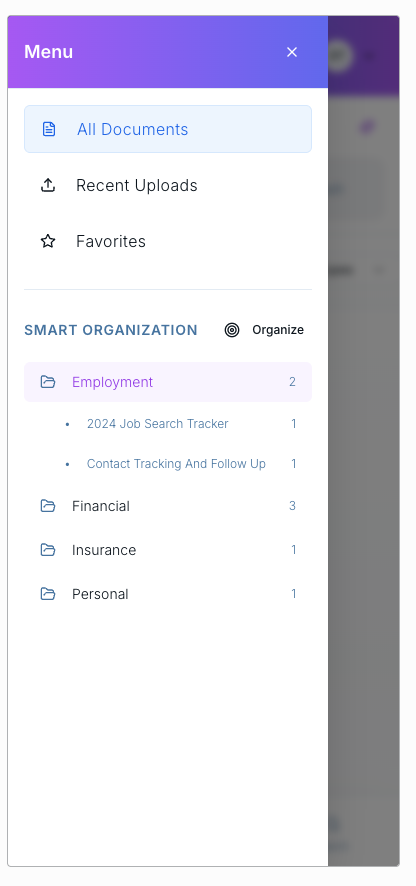 Menu
All Documents
Recent Uploads
Favorites
SMART ORGANIZATION Organize
Employment 2
• 2024 Job Search Tracker 1
• Contact Tracking And Follow Up 1
Financial 3
Insurance 1
Personal 1